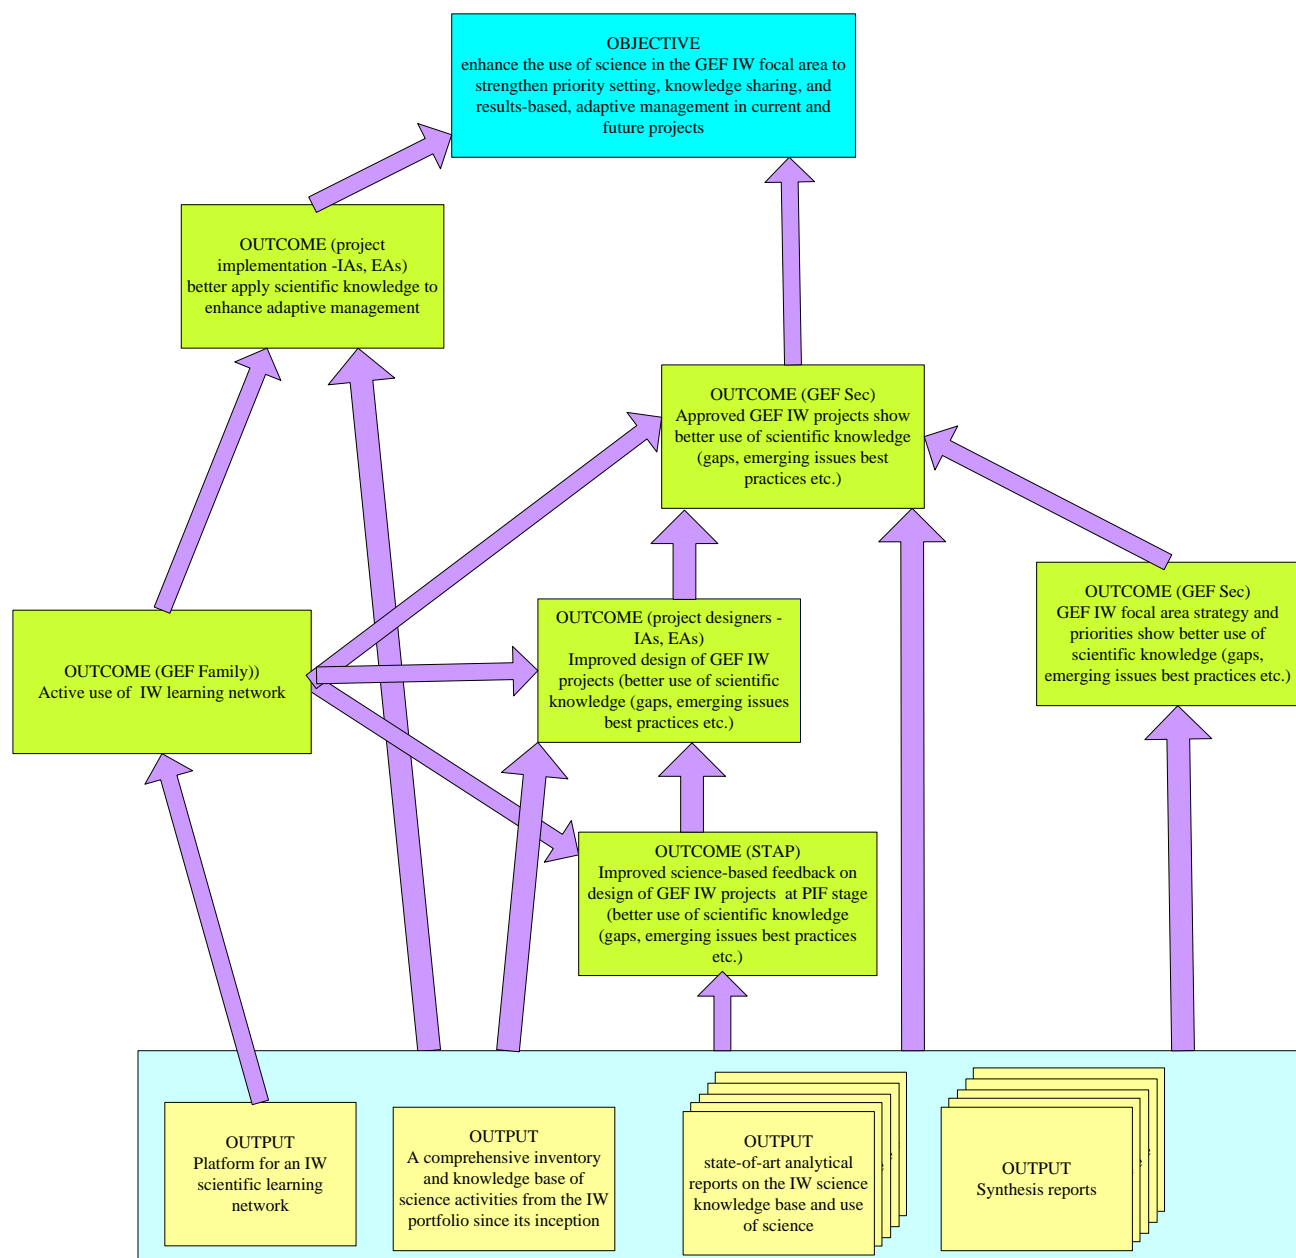 OBJECTIVE
enhance the use of science in the GEF IW focal area to
strengthen priority setting, knowledge sharing, and
results-based, adaptive management in current and
future projects
OUTCOME (project
implementation -IAs, EAs)
better apply scientific knowledge to
enhance adaptive management
OUTCOME (GEF Sec)
Approved GEF IW projects show
better use of scientific knowledge
(gaps, emerging issues best
practices etc.)
OUTCOME (GEF Sec)
GEF IW focal area strategy and
priorities show better use of
scientific knowledge (gaps,
emerging issues best practices etc.)
OUTCOME (GEF Family))
Active use of  IW learning network
OUTCOME (project designers -
IAs, EAs)
Improved design of GEF IW
projects (better use of scientific
knowledge (gaps, emerging issues
best practices etc.)
OUTCOME (STAP)
Improved science-based feedback on
design of GEF IW projects  at PIF stage
(better use of scientific knowledge
(gaps, emerging issues best practices
etc.)
OUTPUT
Platform for an IW
scientific learning
network
OUTPUT
A comprehensive inventory
and knowledge base of
science activities from the IW
portfolio since its inception
OUTPUT
state-of-art analytical
reports on the IW science
knowledge base and use
of science
OUTPUT
Synthesis reports